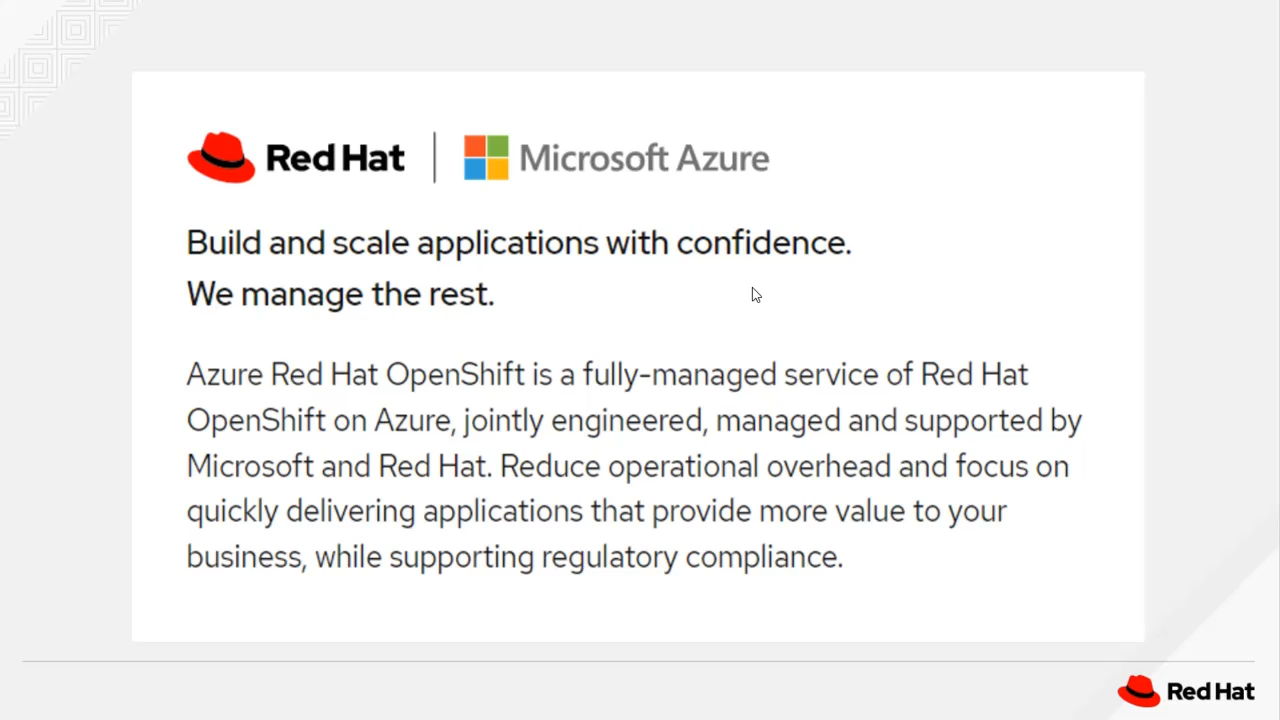 Red Hat | Microsoft Azure
Build and scale applications with confidence.
We manage the rest.
Azure Red Hat OpenShift is a fully-managed service of Red Hat
OpenShift on Azure, jointly engineered, managed and supported by
Microsoft and Red Hat. Reduce operational overhead and focus on
quickly delivering applications that provide more value to your
business, while supporting regulatory compliance.
Red Hat